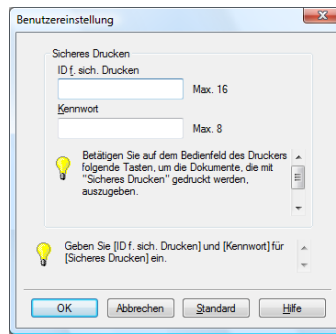 Benutzereinstellung
Sicheres Drucken
ID f. sich. Drucken
Max. 16
Kennwort
Max. 8
Betätigen Sie auf dem Bedienfeld des Druckers
folgende Tasten, um die Dokumente, die mit
"Sicheres Drucken" gedruckt werden,
auszugeben.
Geben Sie [ID f. sich. Drucken] und [Kennwort] für
[Sicheres Drucken] ein.
OK Abbrechen Standard Hilfe